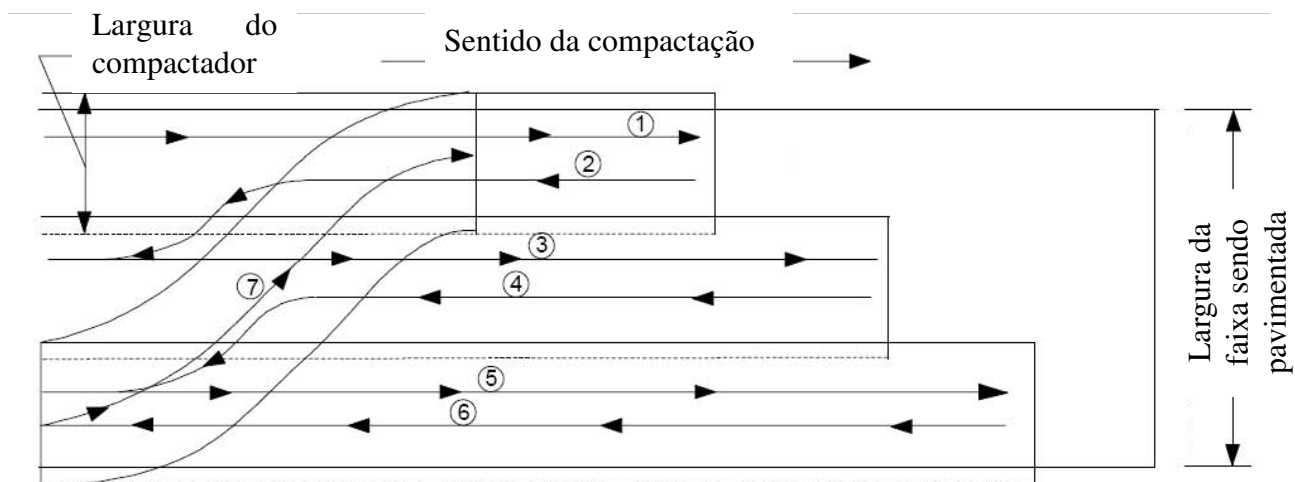 Largura do
compactador
Sentido da compactação
1
2
3
7
4
5
6
Largura da
faixa sendo
pavimentada